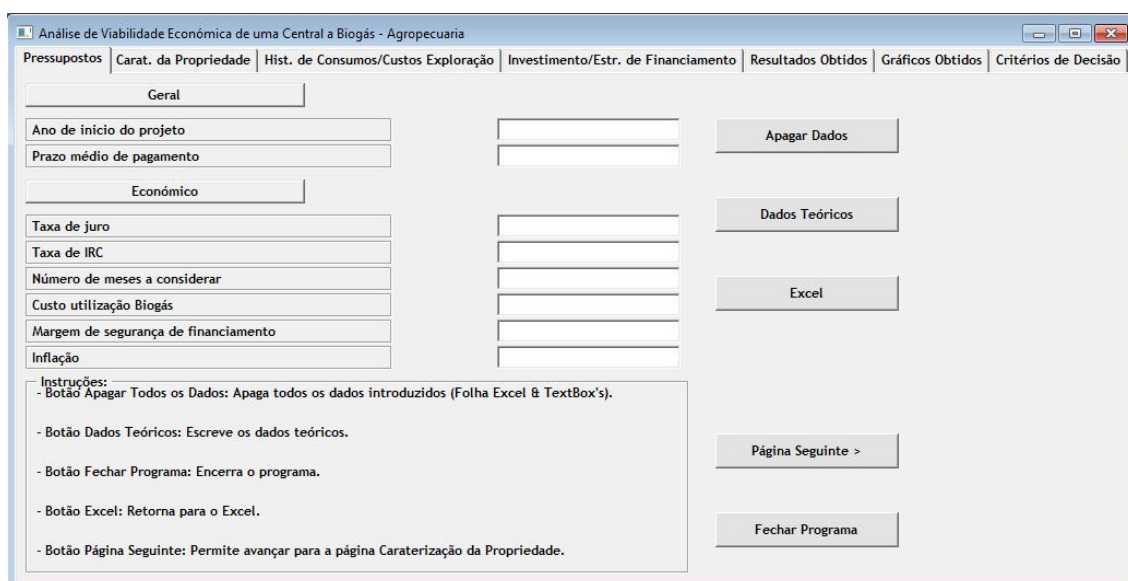 Análise de Viabilidade Económica de uma Central a Biogás - Agropecuaria
Pressupostos Carat. da Propriedade Hist. de Consumos/Custos Exploração Investimento/Estr. de Financiamento Resultados Obtidos Gráficos Obtidos Critérios de Decisão
Geral
Ano de inicio do projeto
Apagar Dados
Prazo médio de pagamento
Económico
Dados Teóricos
Taxa de juro
Taxa de IRC
Número de meses a considerar
Excel
Custo utilização Biogás
Margem de segurança de financiamento
Inflação
Instruções:
- Botão Apagar Todos os Dados: Apaga todos os dados introduzidos (Folha Excel & TextBox's).
- Botão Dados Teóricos: Escreve os dados teóricos.
- Botão Fechar Programa: Encerra o programa.
- Botão Excel: Retorna para o Excel.
- Botão Página Seguinte: Permite avançar para a página Caraterização da Propriedade.
Página Seguinte >
Fechar Programa